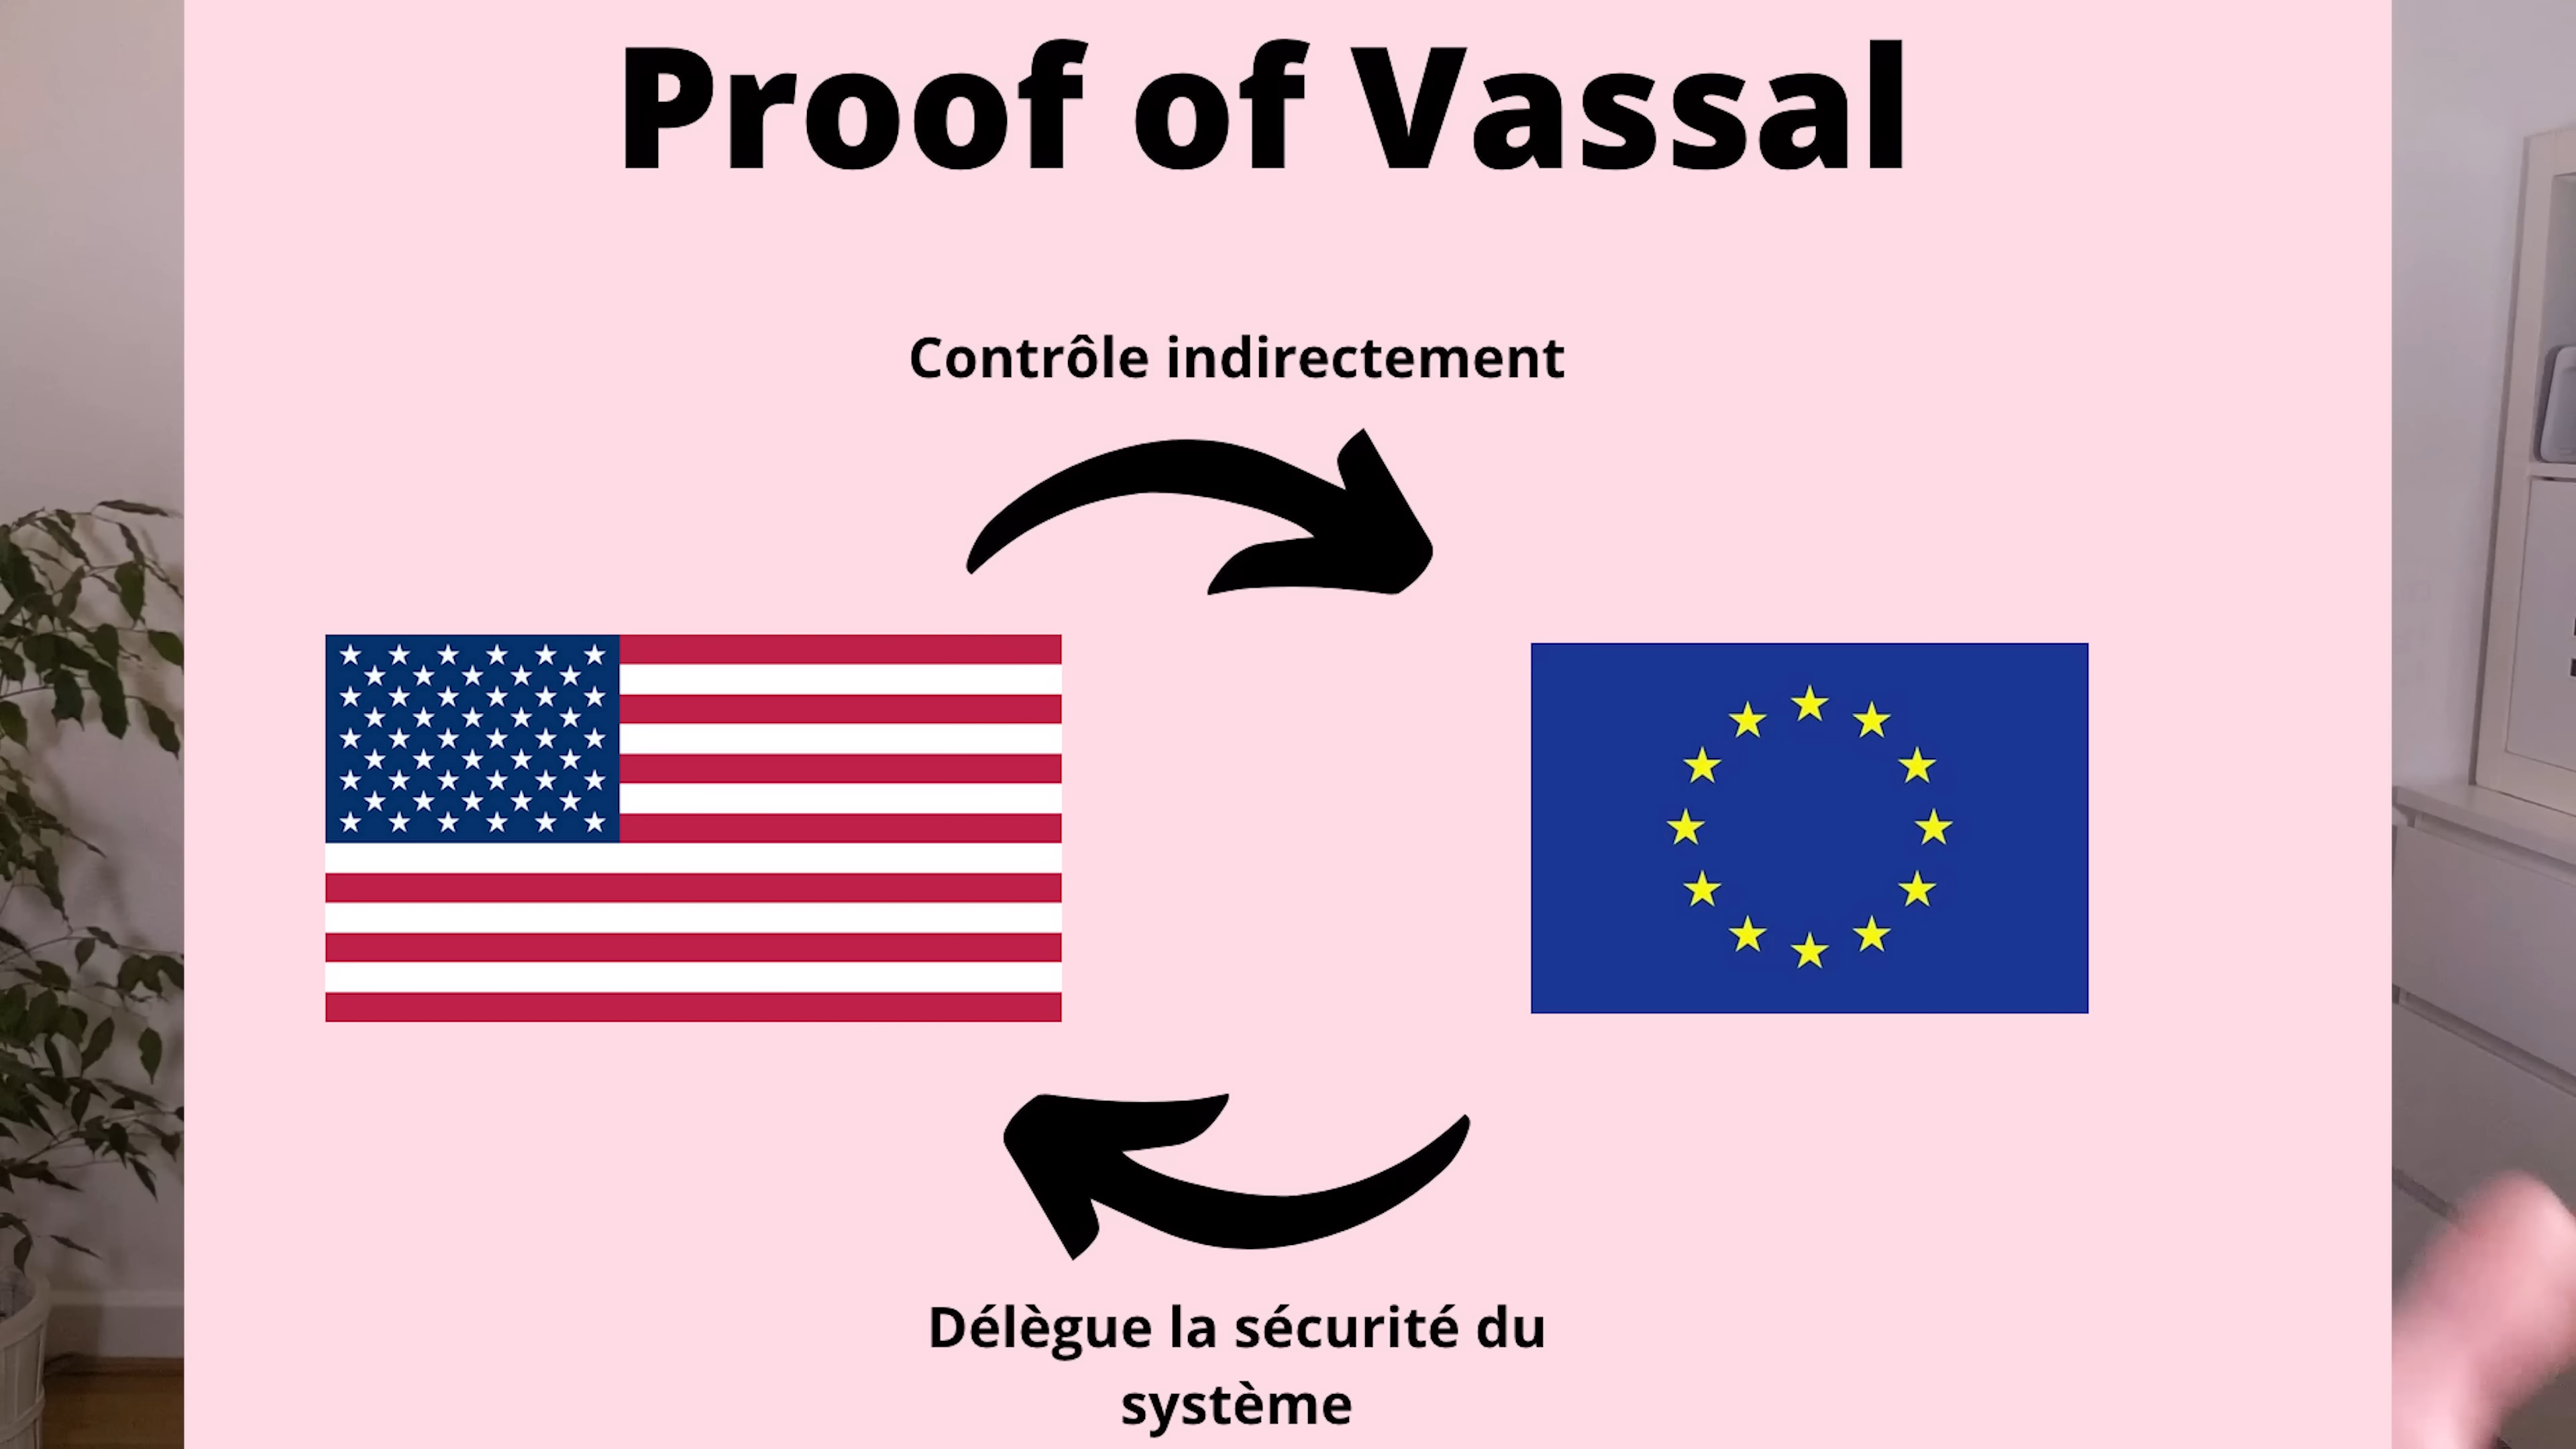 Proof of Vassal
Contrôle indirectement
Délègue la sécurité du
système